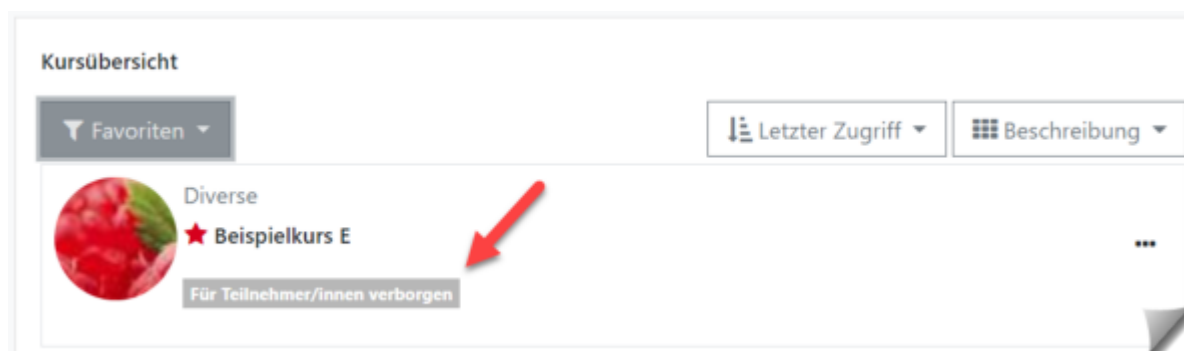 Kursübersicht
Favoriten
Letzter Zugriff
Beschreibung
Diverse
Beispielkurs E
Für Teilnehmer/innen verborgen